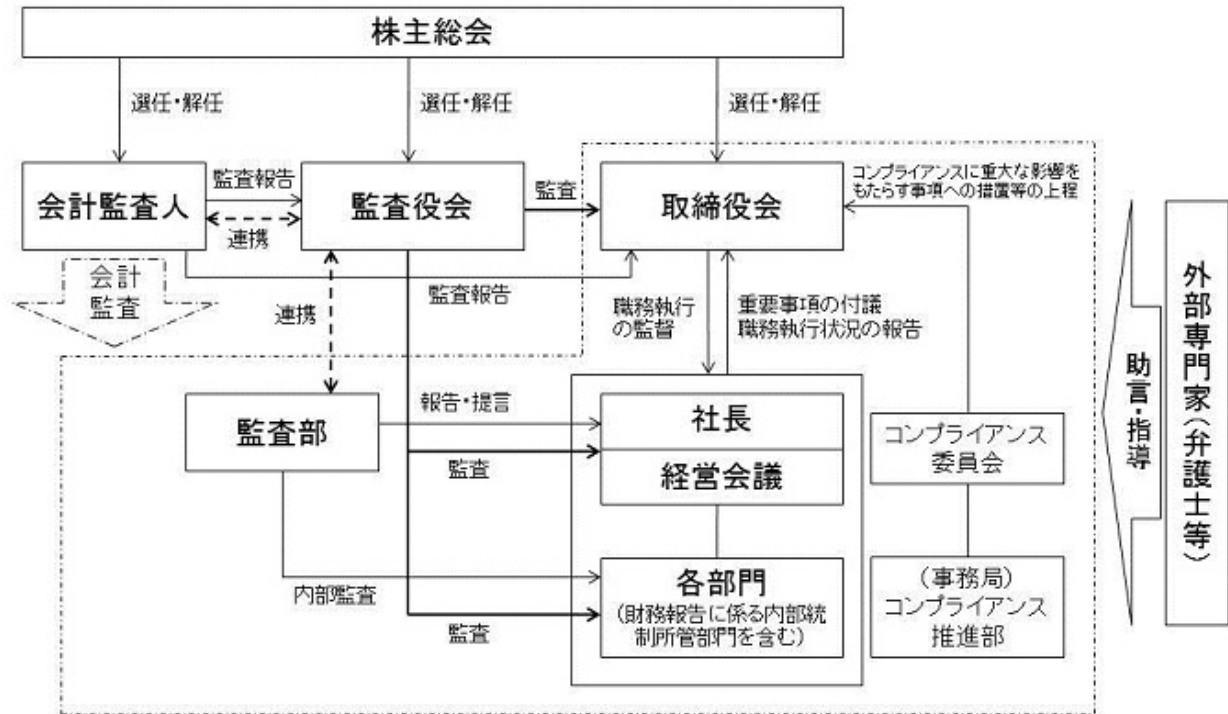 株主総会
選任・解任
選任・解任
選任・解任
会計監査人
監査報告
連携
監査役会
監査
取締役会
コンプライアンスに重大な影響を
もたらす事項への措置等の上程
会計
監査
監査報告
連携
職務執行
の監督
重要事項の付議
職務執行状況の報告
監査部
報告・提言
監査
社長
経営会議
コンプライアンス
委員会
内部監査
監査
各部門
(財務報告に係る内部統
制所管部門を含む)
(事務局)
コンプライアンス
推進部
助言・指導
外部専門家(弁護士等)